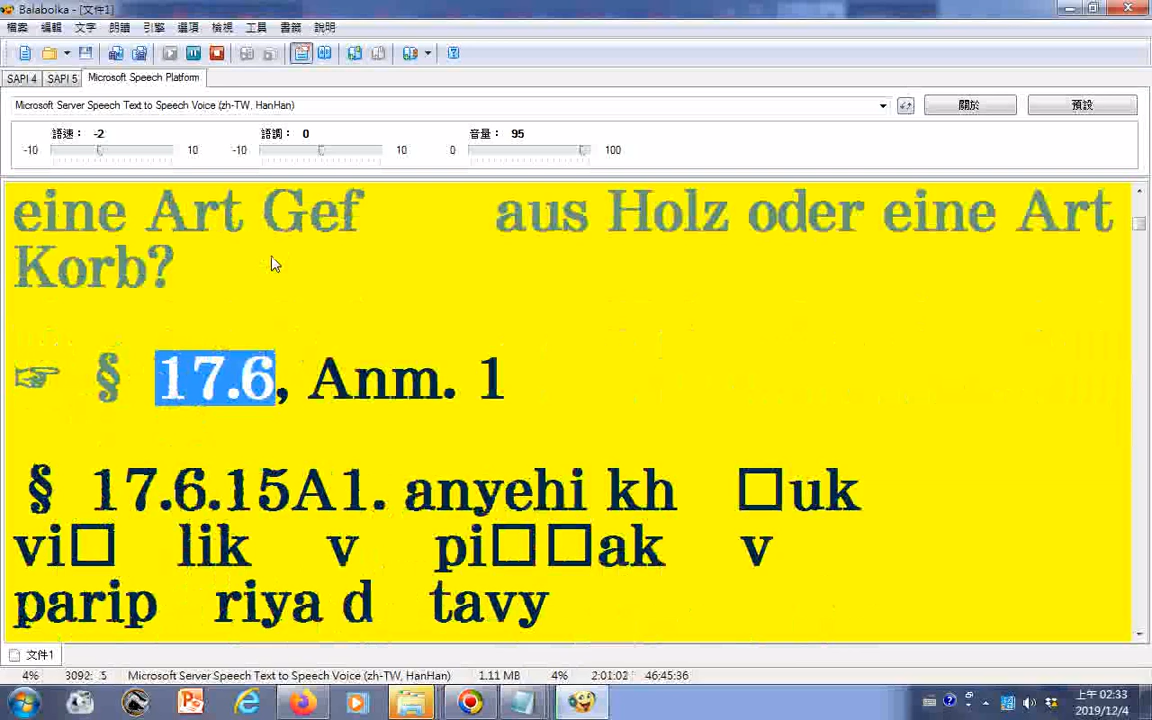 Balabolka - [文件1]
檔案 編輯 文字 朗讀 引擎 選項 檢視 工具 書籤 說明
SAPI 4 SAPI 5 Microsoft Speech Platform
Microsoft Server Speech Text to Speech Voice (zh-TW, HanHan) 關於 預設
語速： -2 語調： 0 音量： 95
-10 10 -10 10 0 100
eine Art Gef aus Holz oder eine Art
Korb?
☞ § 17.6, Anm. 1
§ 17.6.15A1. anyehi kh □uk
vi□ lik v pi□□ak v
parip riya d tavy
文件1
4% 3092: 5 Microsoft Server Speech Text to Speech Voice (zh-TW, HanHan) 1.11 MB 4% 2:01:02 46:45:36
上午 02:33
2019/12/4